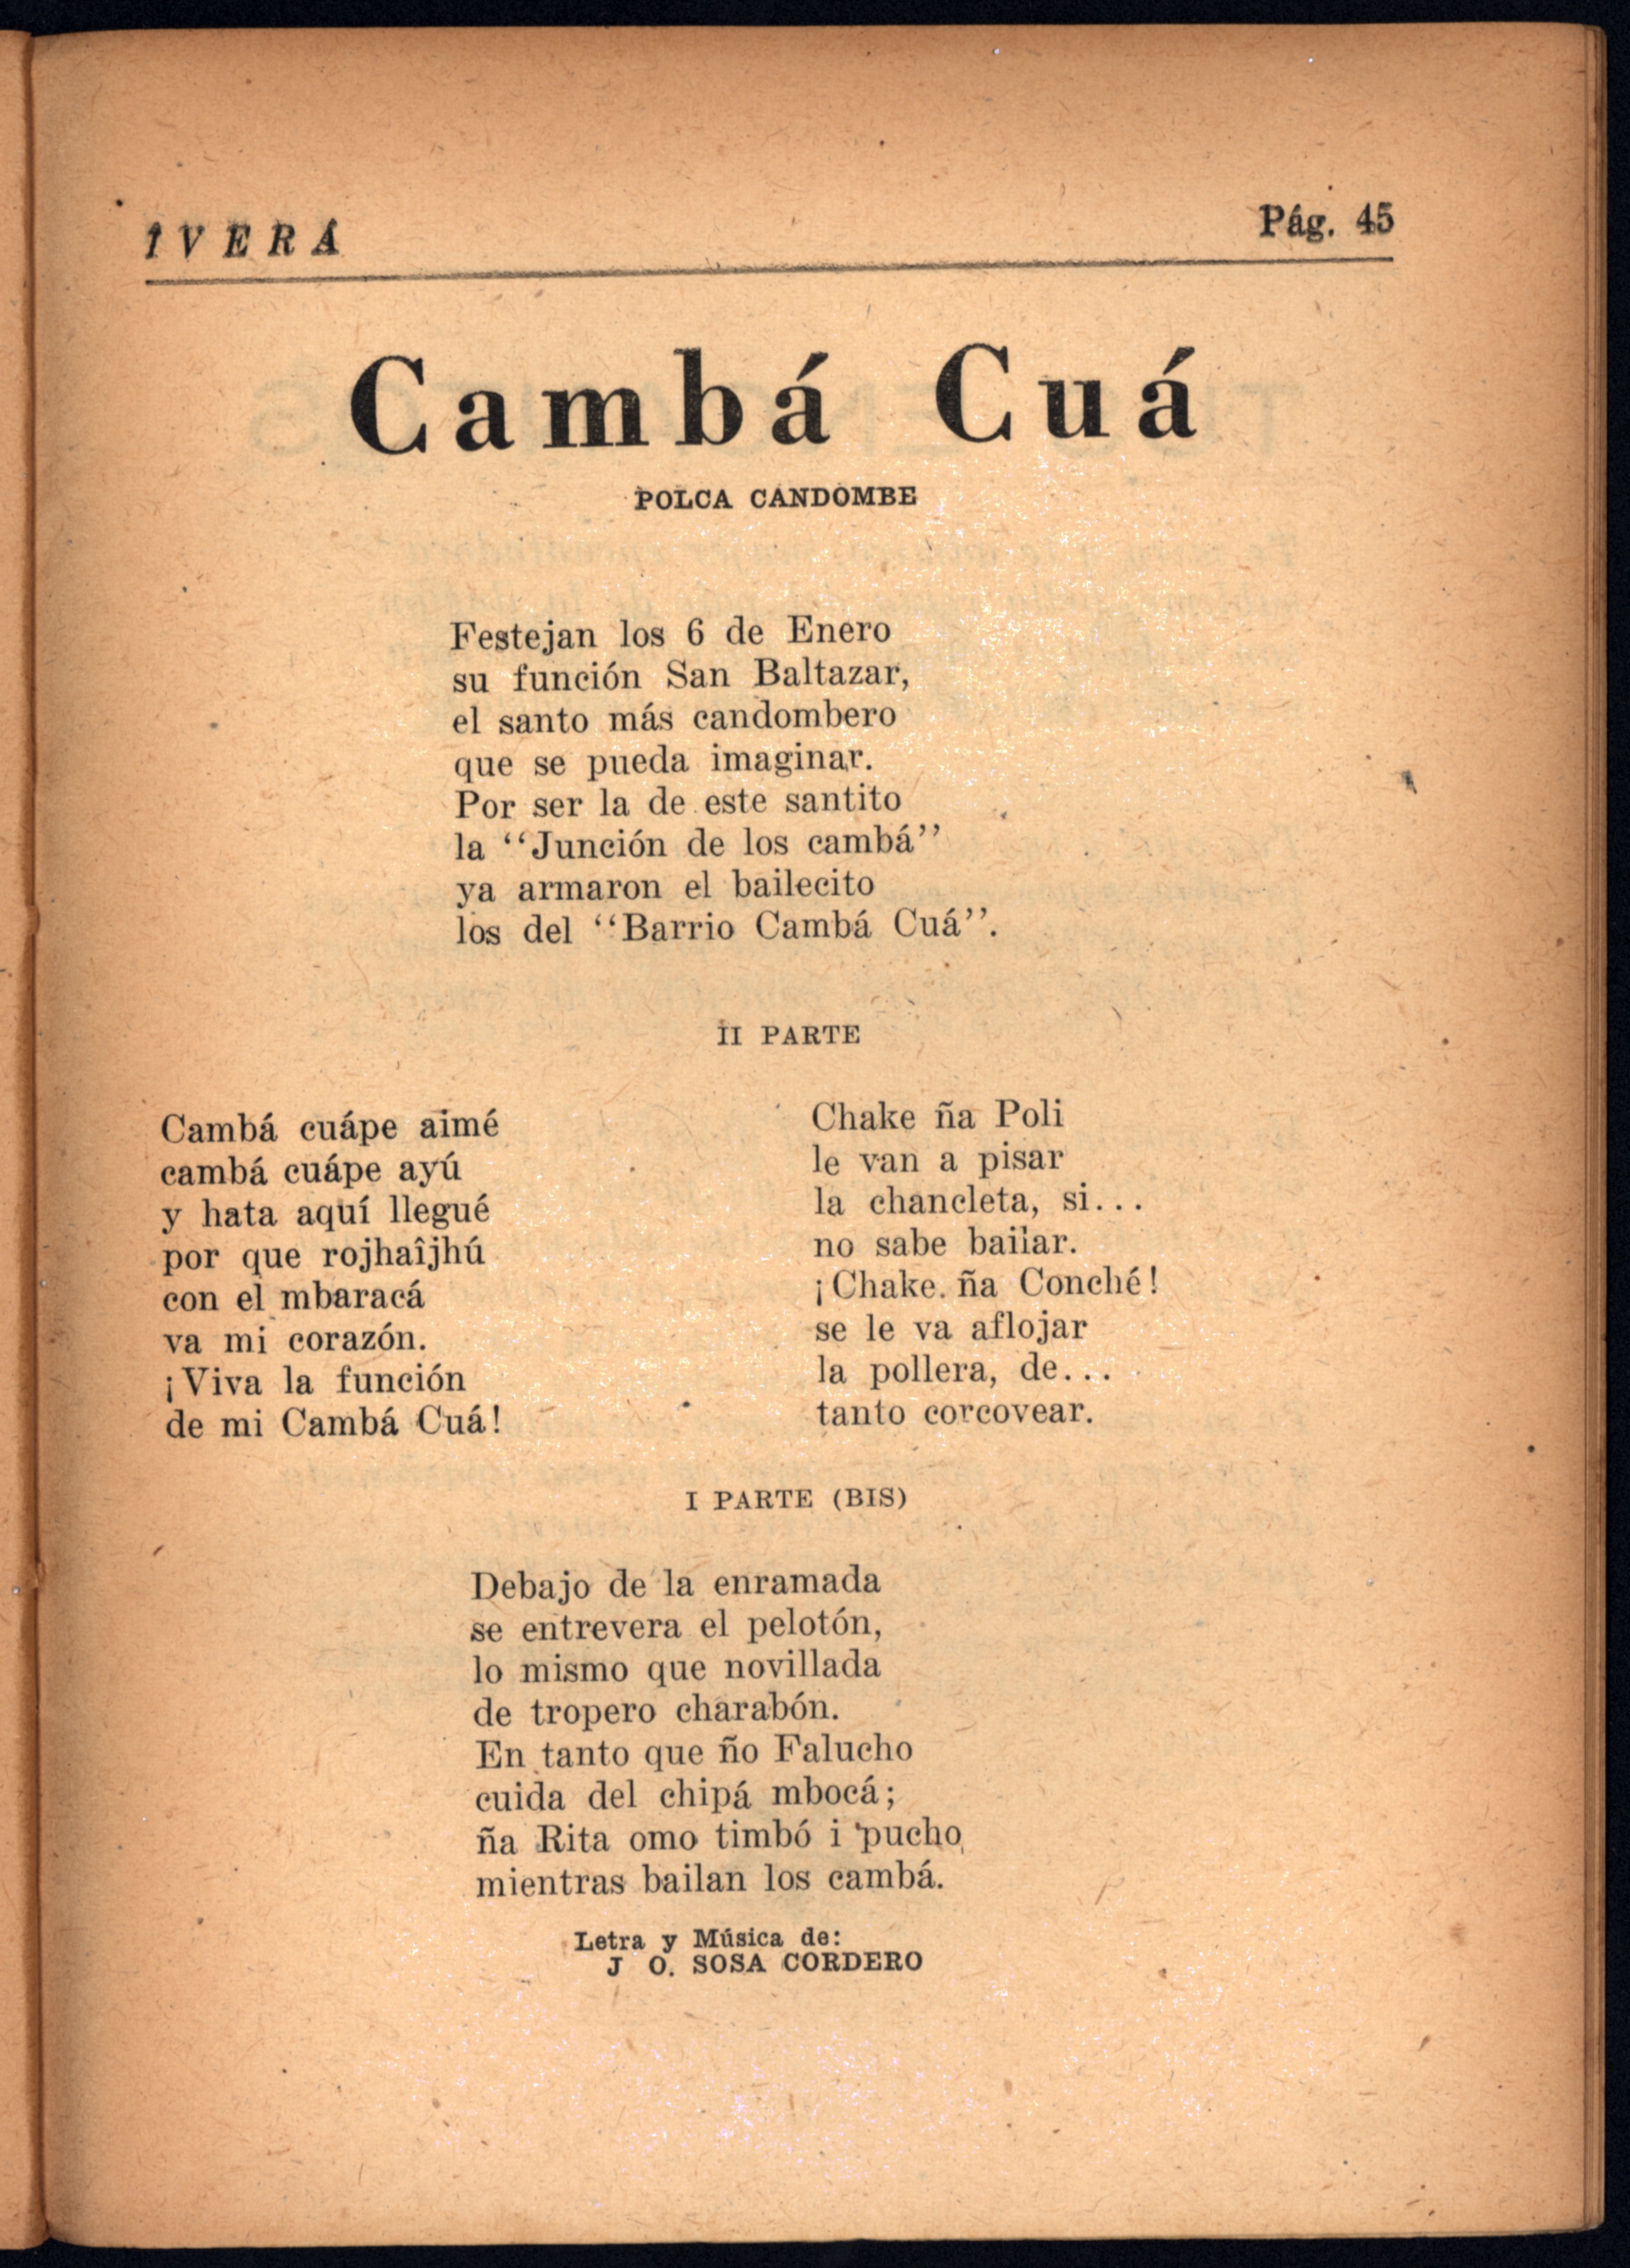 IVERÁ
Pág. 45
Cambá Cuá
POLCA CANDOMBE
Festejan los 6 de Enero
su función San Baltazar,
el santo más candombero
que se pueda imaginar.
Por ser la de este santito
la "Junción de los cambá"
ya armaron el bailecito
los del "Barrio Cambá Cuá".
II PARTE
Cambá cuápe aimé
cambá cuápe ayú
y hata aquí llegué
por que rojhaîjhú
con el mbaracá
va mi corazón.
¡Viva la función
de mi Cambá Cuá!
Chake ña Poli
le van a pisar
la chancleta, si...
no sabe bailar.
¡Chake. ña Conché!
se le va aflojar
la pollera, de...
tanto corcovear.
I PARTE (BIS)
Debajo de la enramada
se entrevera el pelotón,
lo mismo que novillada
de tropero charabón.
En tanto que ño Falucho
cuida del chipá mbocá;
ña Rita omo timbó i 'pucho
mientras bailan los cambá.
Letra y Música de:
J O. SOSA CORDERO